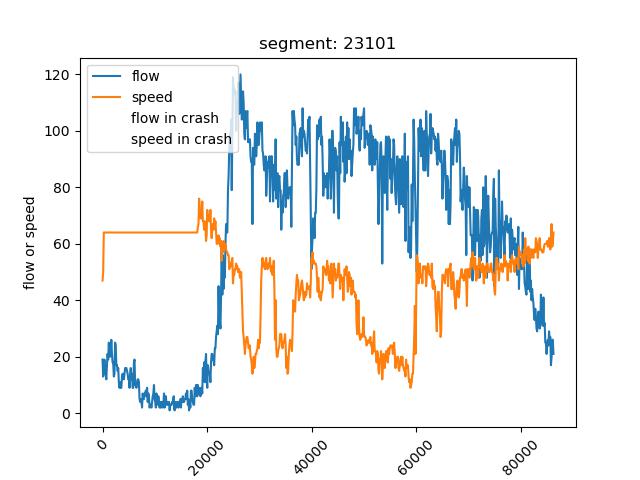 segment: 23101
flow
speed
flow in crash
speed in crash
flow or speed
120
100
80
60
40
20
0
0
20000
40000
60000
80000